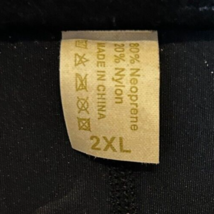 80% Neoprene
20% Nylon
MADE IN CHINA
2XL